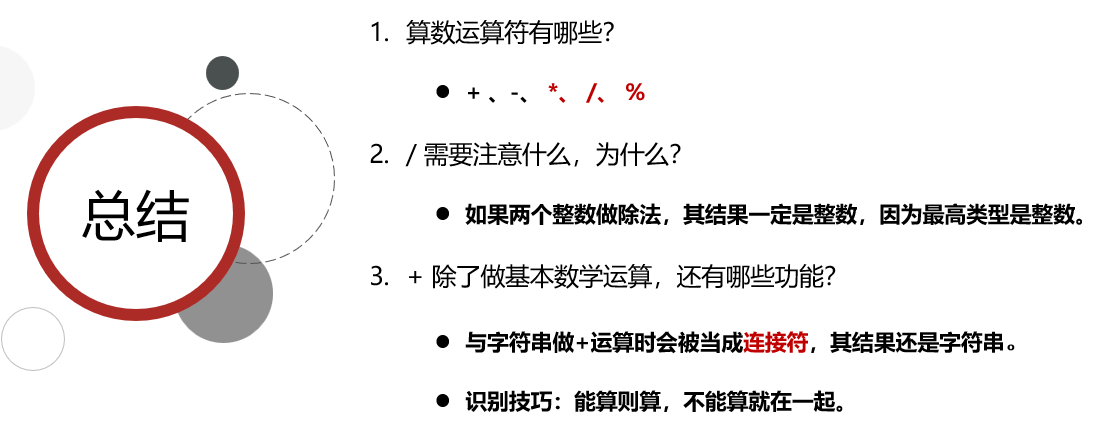 总结
1. 算数运算符有哪些？
● + 、-、 *、 /、 %
2. / 需要注意什么，为什么？
● 如果两个整数做除法，其结果一定是整数，因为最高类型是整数。
3. + 除了做基本数学运算，还有哪些功能？
● 与字符串做+运算时会被当成连接符，其结果还是字符串。
● 识别技巧：能算则算，不能算就在一起。